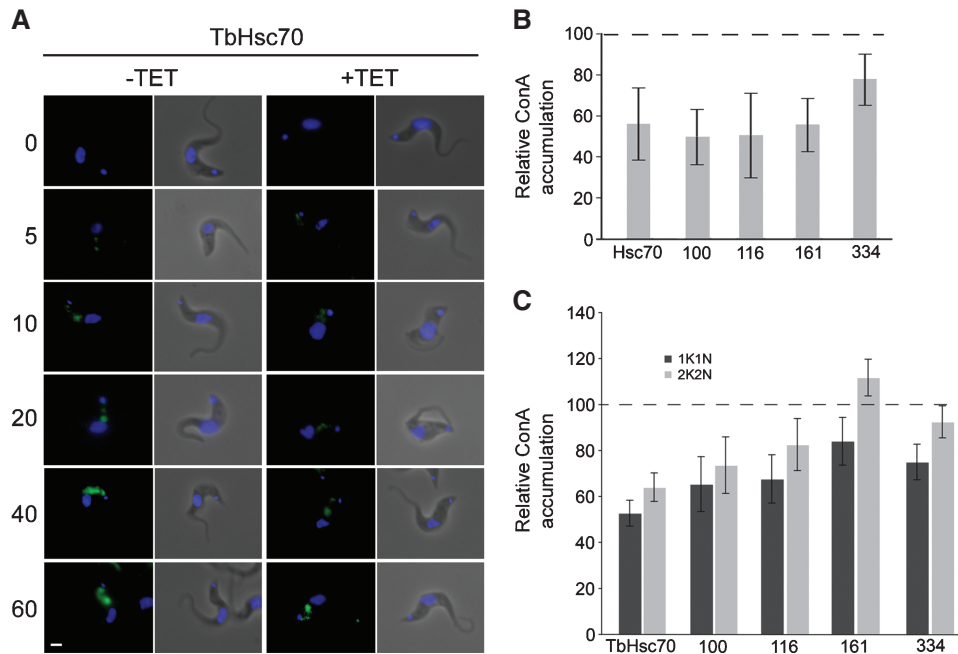 A
TbHsc70
-TET +TET
0
5
10
20
40
60
B
Relative ConA
accumulation
100
80
60
40
20
0
Hsc70 100 116 161 334
C
Relative ConA
accumulation
140
120
100
80
60
40
20
0
1K1N
2K2N
TbHsc70 100 116 161 334